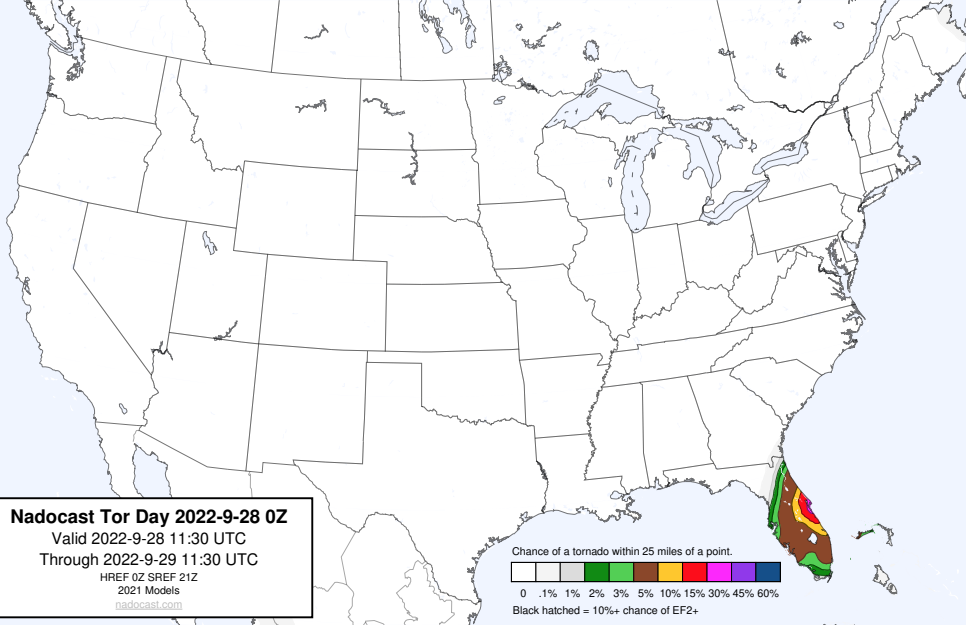 Nadocast Tor Day 2022-9-28 0Z
Valid 2022-9-28 11:30 UTC
Through 2022-9-29 11:30 UTC
HREF 0Z SREF 21Z
2021 Models
nadocast.com
Chance of a tornado within 25 miles of a point.
0 .1% 1% 2% 3% 5% 10% 15% 30% 45% 60%
Black hatched = 10%+ chance of EF2+